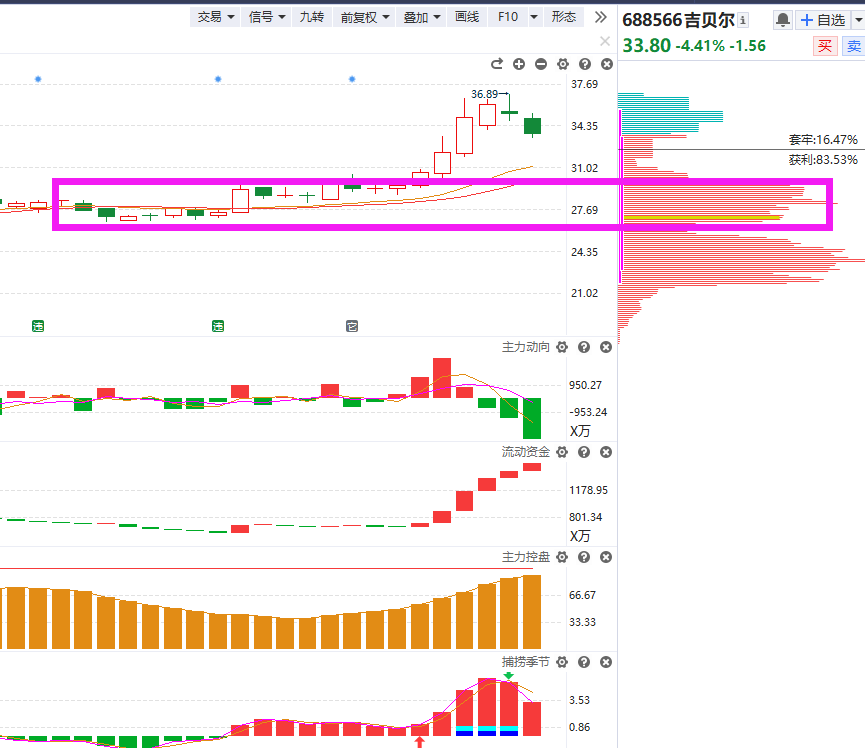 交易 信号 九转 前复权 叠加 画线 F10 形态
688566吉贝尔 i 自选
33.80 -4.41% -1.56 买 卖
37.69
36.89
34.35
套牢:16.47%
31.02
获利:83.53%
27.69
24.35
21.02
违 违 它
主力动向
950.27
-953.24
X万
流动资金
1178.95
801.34
X万
主力控盘
66.67
33.33
捕捞季节
3.53
0.86